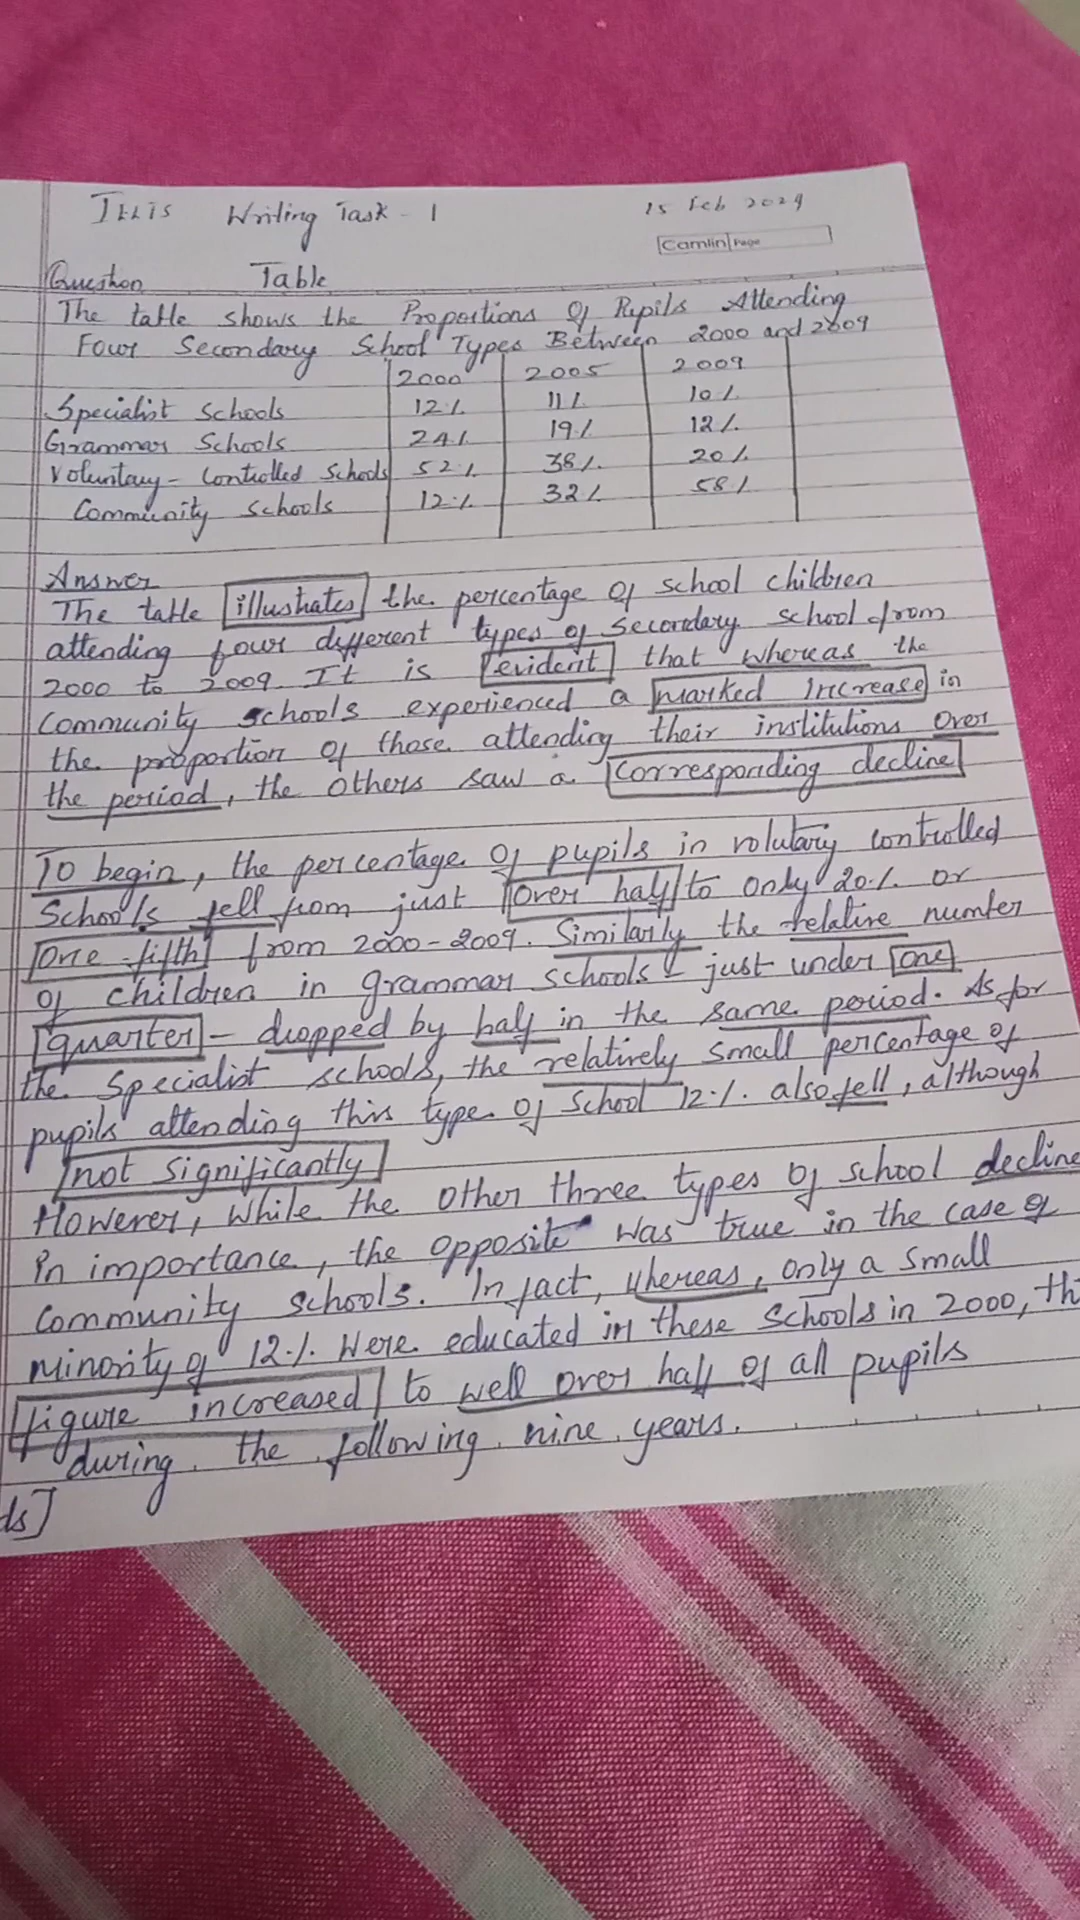 IELTS Writing Task - 1 15 Feb 2024
Camlin Page
Question Table
The table shows the Proportions Of Pupils Attending
Four Secondary School Types Between 2000 and 2009
2000 2005 2009
Specialist Schools 12% 11% 10%
Grammar Schools 24% 19% 12%
Voluntary - Controlled Schools 52% 38% 20%
Community Schools 12% 32% 58%
Answer
The table illustrates the percentage of school children
attending four different types of secondary school from
2000 to 2009. It is evident that whereas the
Community schools experienced a marked increase in
the proportion of those attending their institutions over
the period, the others saw a corresponding decline
To begin, the percentage of pupils in volutary controlled
Schools fell from just over half to only 20% or
one fifth from 2000-2009. Similarly the relative number
of children in grammar schools - just under one
quarter - dropped by half in the same period. As for
the Specialist schools, the relatively small percentage of
pupils attending this type of School 12% also fell, although
not significantly
However, while the other three types of school decline
in importance, the opposite was true in the case of
Community schools. In fact, whereas, only a small
minority of 12% were educated in these schools in 2000, th
figure increased to well over half of all pupils
during the following nine years.
ds]